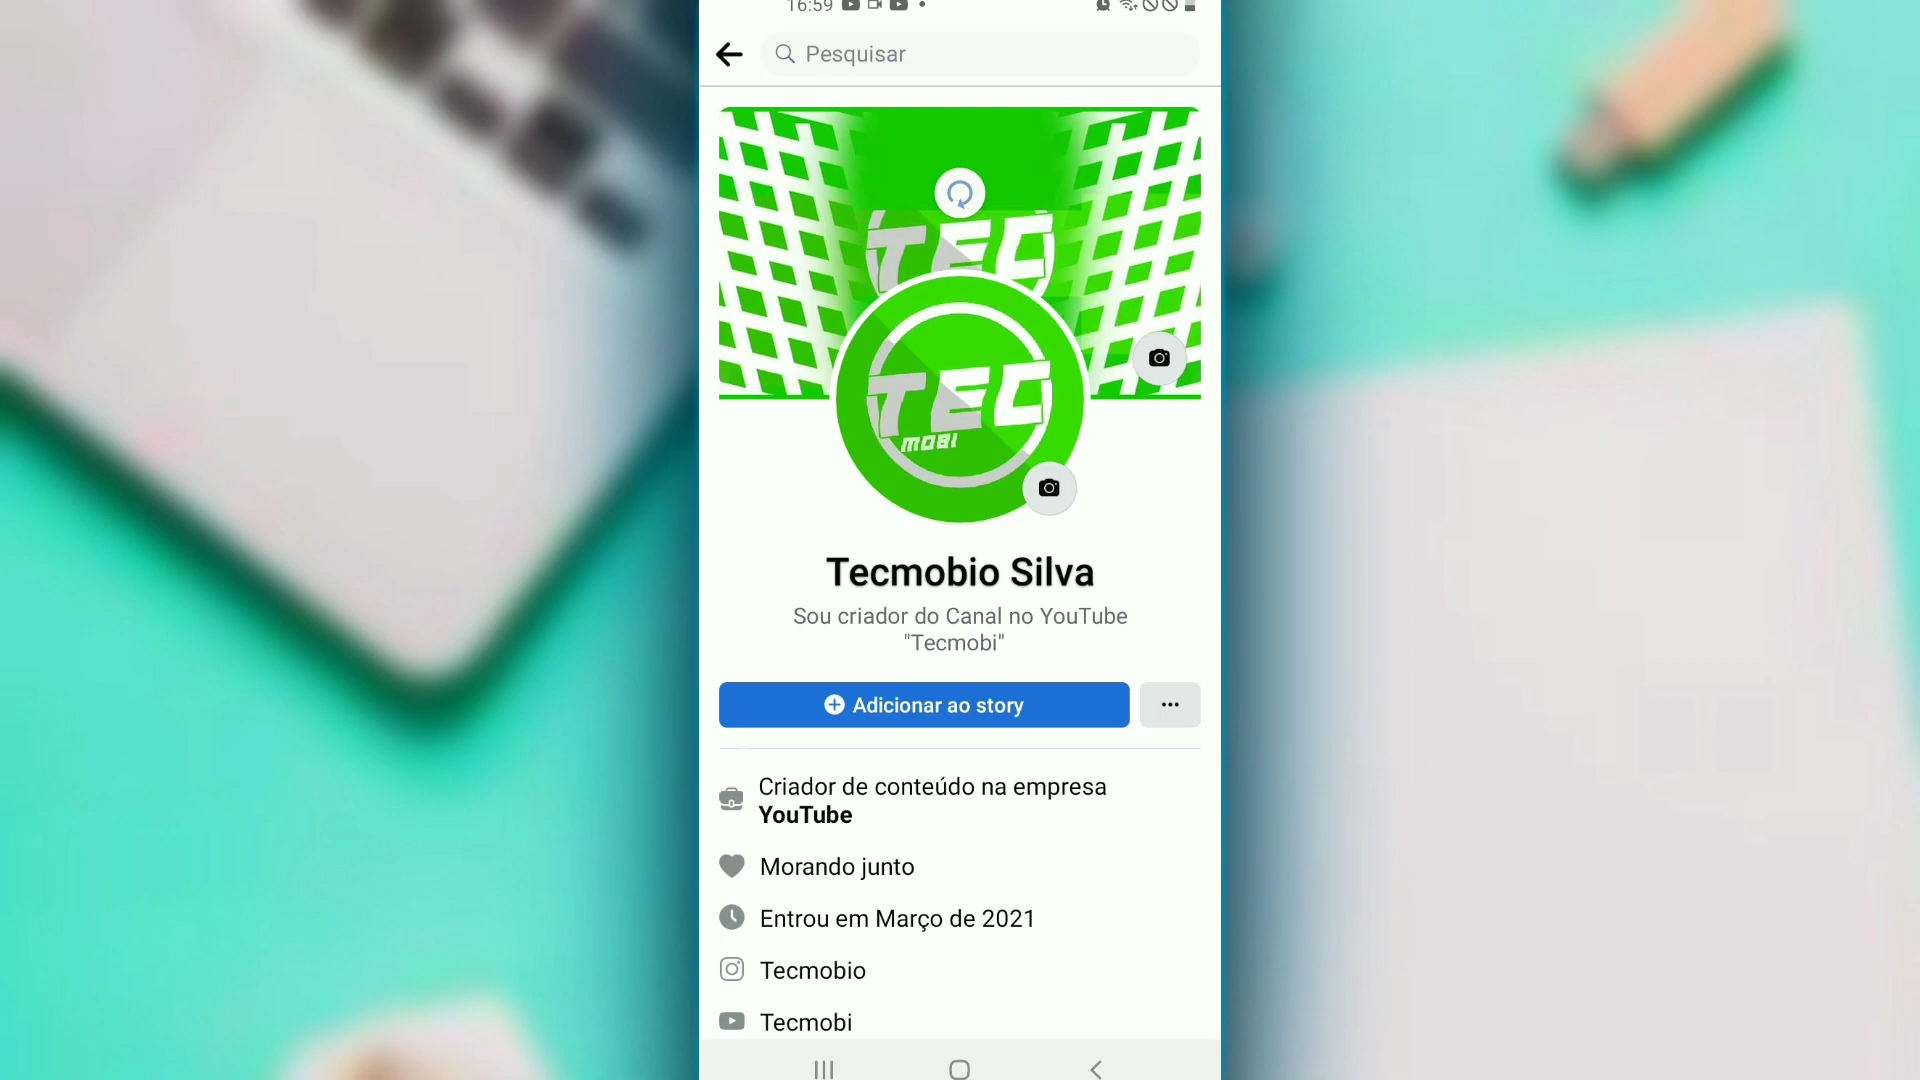 16:59
Pesquisar
TEC
TEC
MOBI
Tecmobio Silva
Sou criador do Canal no YouTube
"Tecmobi"
Adicionar ao story
Criador de conteúdo na empresa
YouTube
Morando junto
Entrou em Março de 2021
Tecmobio
Tecmobi